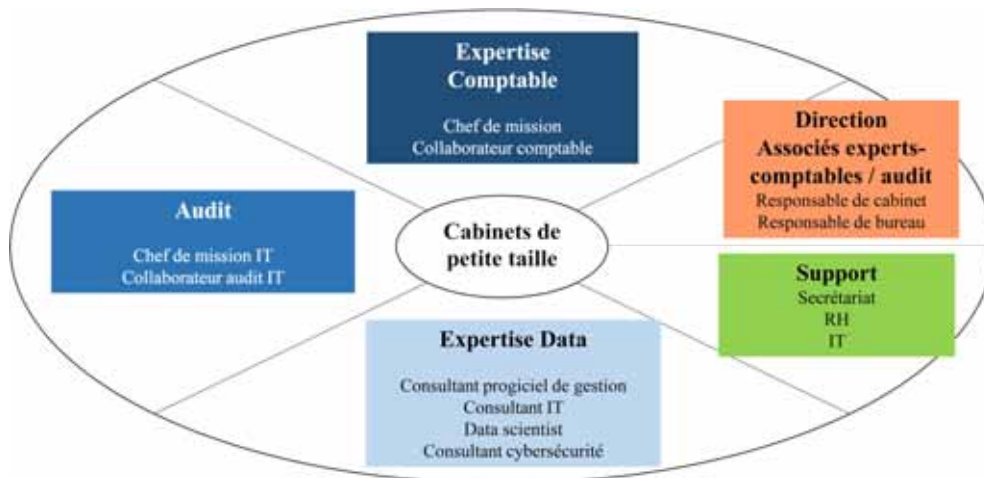 Expertise
Comptable
Chef de mission
Collaborateur comptable
Direction
Associés experts-
comptables / audit
Responsable de cabinet
Responsable de bureau
Audit
Chef de mission IT
Collaborateur audit IT
Cabinets de
petite taille
Support
Secrétariat
RH
IT
Expertise Data
Consultant progiciel de gestion
Consultant IT
Data scientist
Consultant cybersécurité